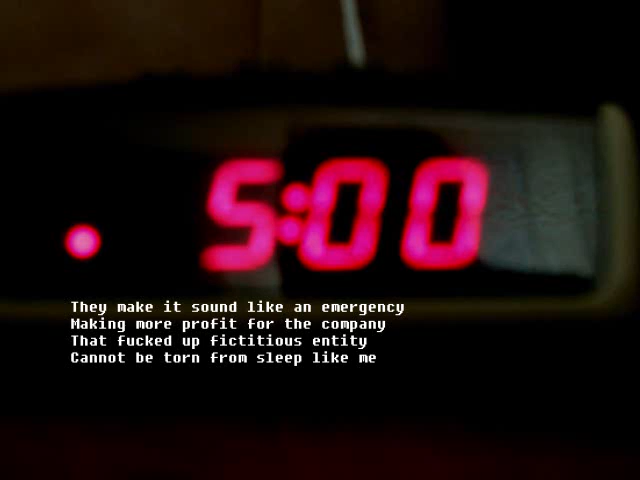 5:00
They make it sound like an emergency
Making more profit for the company
That fucked up fictitious entity
Cannot be torn from sleep like me